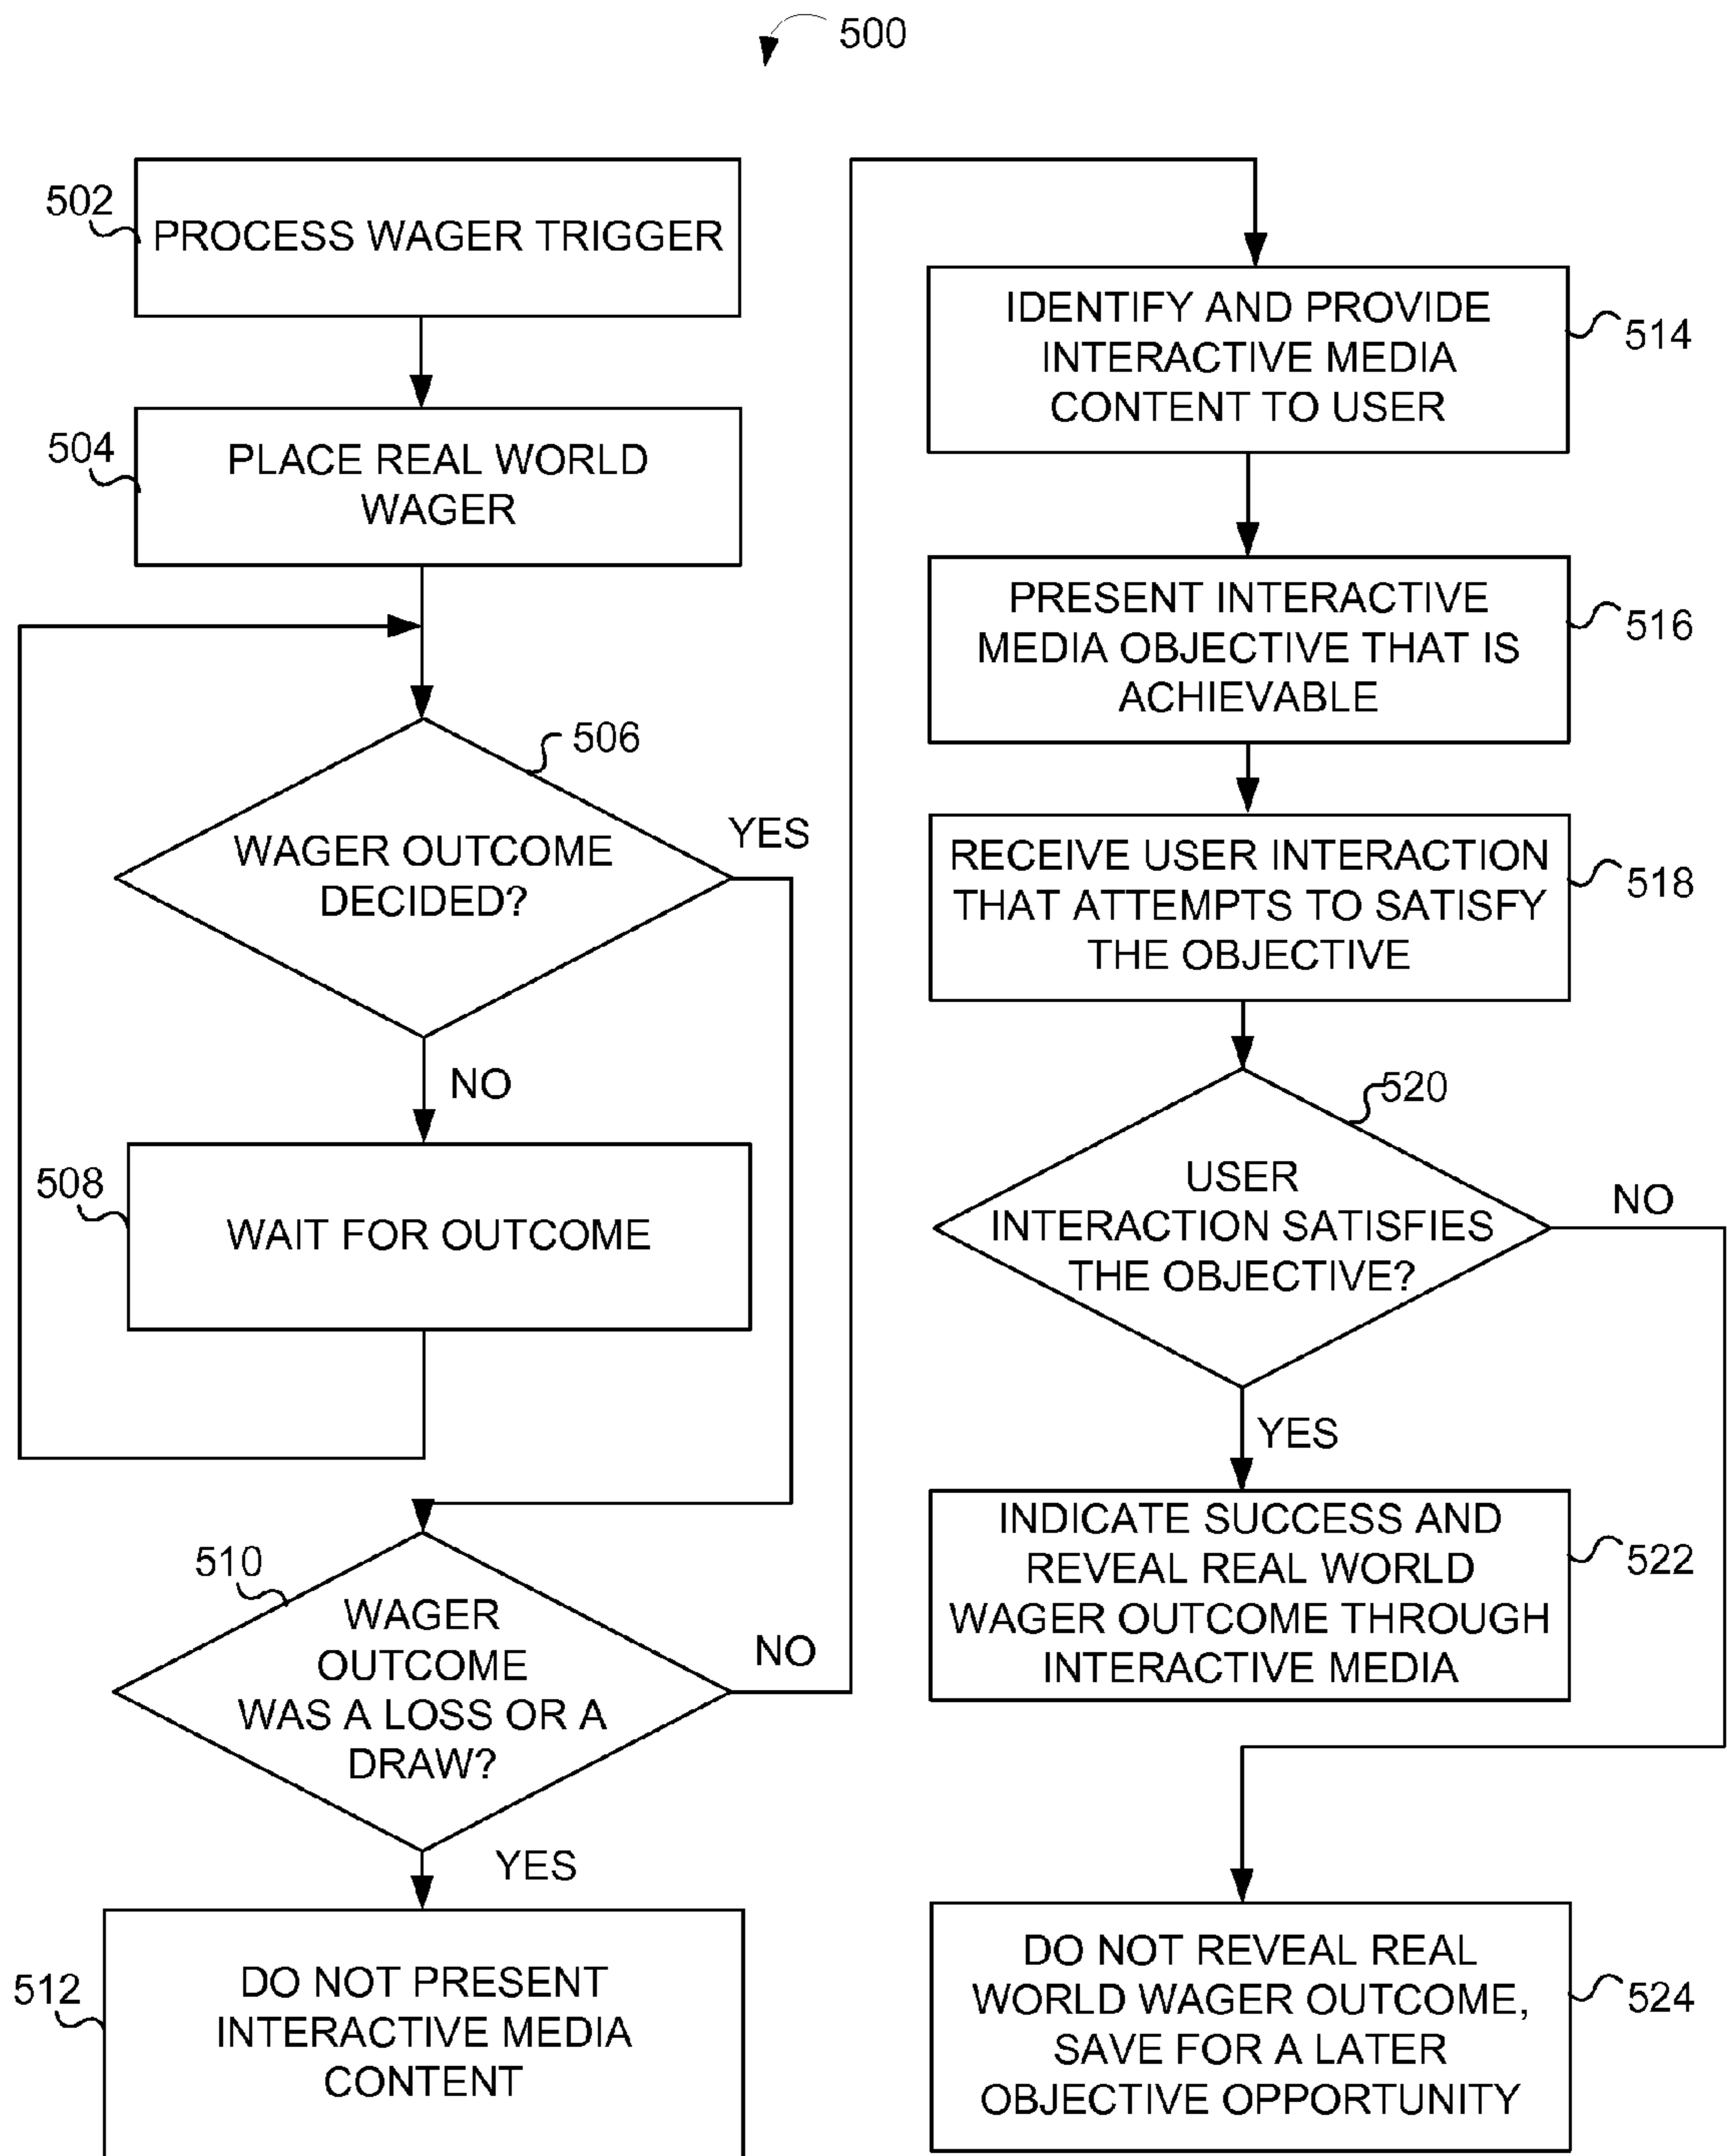 500
502
PROCESS WAGER TRIGGER
504
PLACE REAL WORLD
WAGER
506
WAGER OUTCOME
DECIDED?
YES
NO
508
WAIT FOR OUTCOME
510
WAGER
OUTCOME
WAS A LOSS OR A
DRAW?
NO
YES
512
DO NOT PRESENT
INTERACTIVE MEDIA
CONTENT
IDENTIFY AND PROVIDE
INTERACTIVE MEDIA
CONTENT TO USER
514
PRESENT INTERACTIVE
MEDIA OBJECTIVE THAT IS
ACHIEVABLE
516
RECEIVE USER INTERACTION
THAT ATTEMPTS TO SATISFY
THE OBJECTIVE
518
520
USER
INTERACTION SATISFIES
THE OBJECTIVE?
NO
YES
INDICATE SUCCESS AND
REVEAL REAL WORLD
WAGER OUTCOME THROUGH
INTERACTIVE MEDIA
522
DO NOT REVEAL REAL
WORLD WAGER OUTCOME,
SAVE FOR A LATER
OBJECTIVE OPPORTUNITY
524